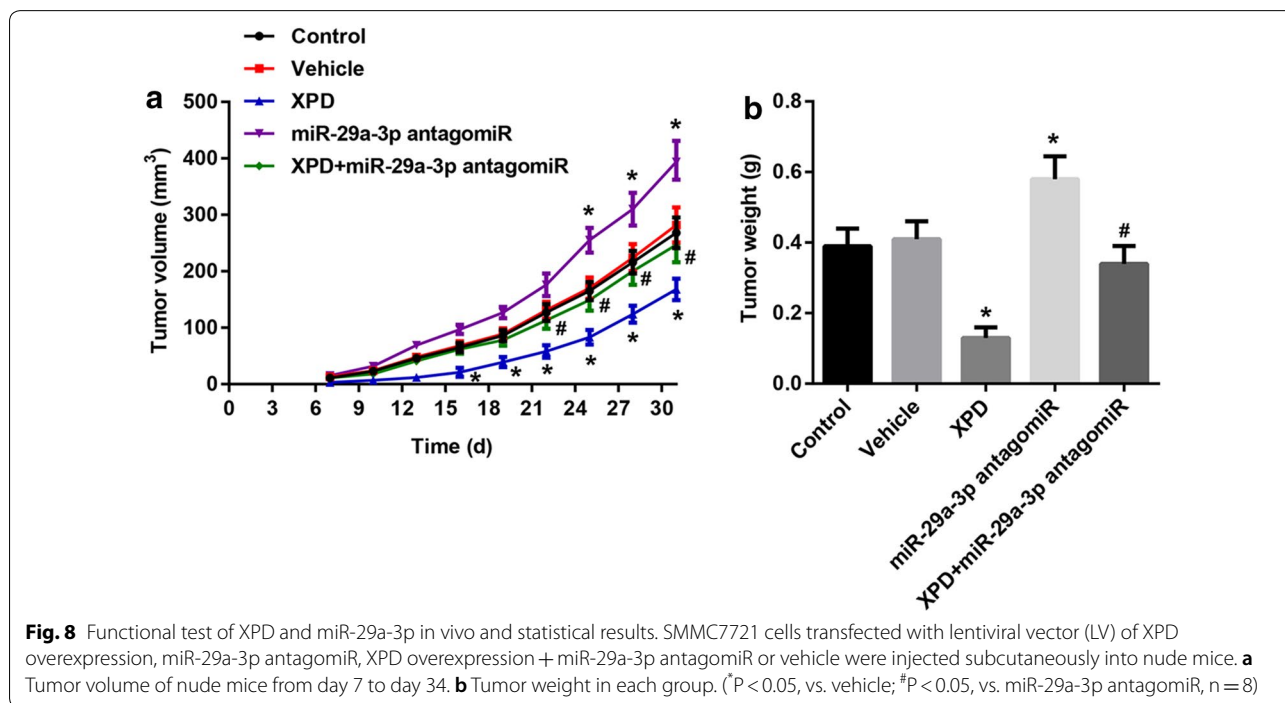 Control
Vehicle
XPD
miR-29a-3p antagomiR
XPD+miR-29a-3p antagomiR
a
Tumor volume (mm³)
500
400
300
200
100
0
* * *
# # # #
* * * * * *
0 3 6 9 12 15 18 21 24 27 30
Time (d)
b
Tumor weight (g)
0.8
0.6
0.4
0.2
0.0
*
*
#
Control
Vehicle
XPD
miR-29a-3p antagomiR
XPD+miR-29a-3p antagomiR
Fig. 8 Functional test of XPD and miR-29a-3p in vivo and statistical results. SMMC7721 cells transfected with lentiviral vector (LV) of XPD
overexpression, miR-29a-3p antagomiR, XPD overexpression + miR-29a-3p antagomiR or vehicle were injected subcutaneously into nude mice. a
Tumor volume of nude mice from day 7 to day 34. b Tumor weight in each group. (*P < 0.05, vs. vehicle; #P < 0.05, vs. miR-29a-3p antagomiR, n = 8)